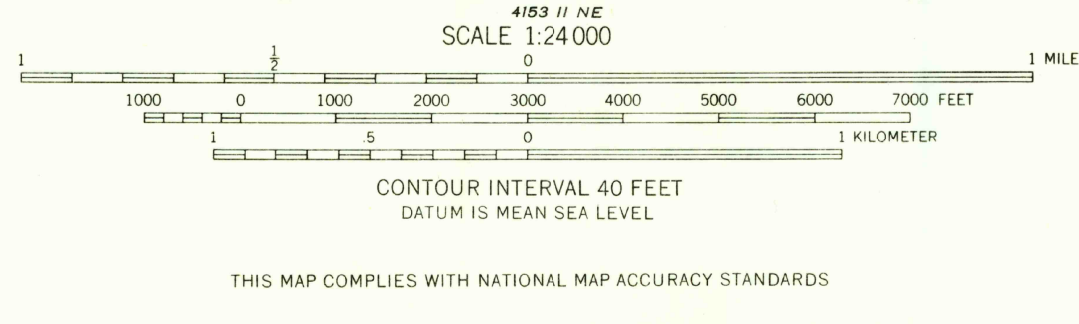 4153 II NE
SCALE 1:24 000
1 1/2 0 1 MILE
1000 0 1000 2000 3000 4000 5000 6000 7000 FEET
1 .5 0 1 KILOMETER
CONTOUR INTERVAL 40 FEET
DATUM IS MEAN SEA LEVEL
THIS MAP COMPLIES WITH NATIONAL MAP ACCURACY STANDARDS